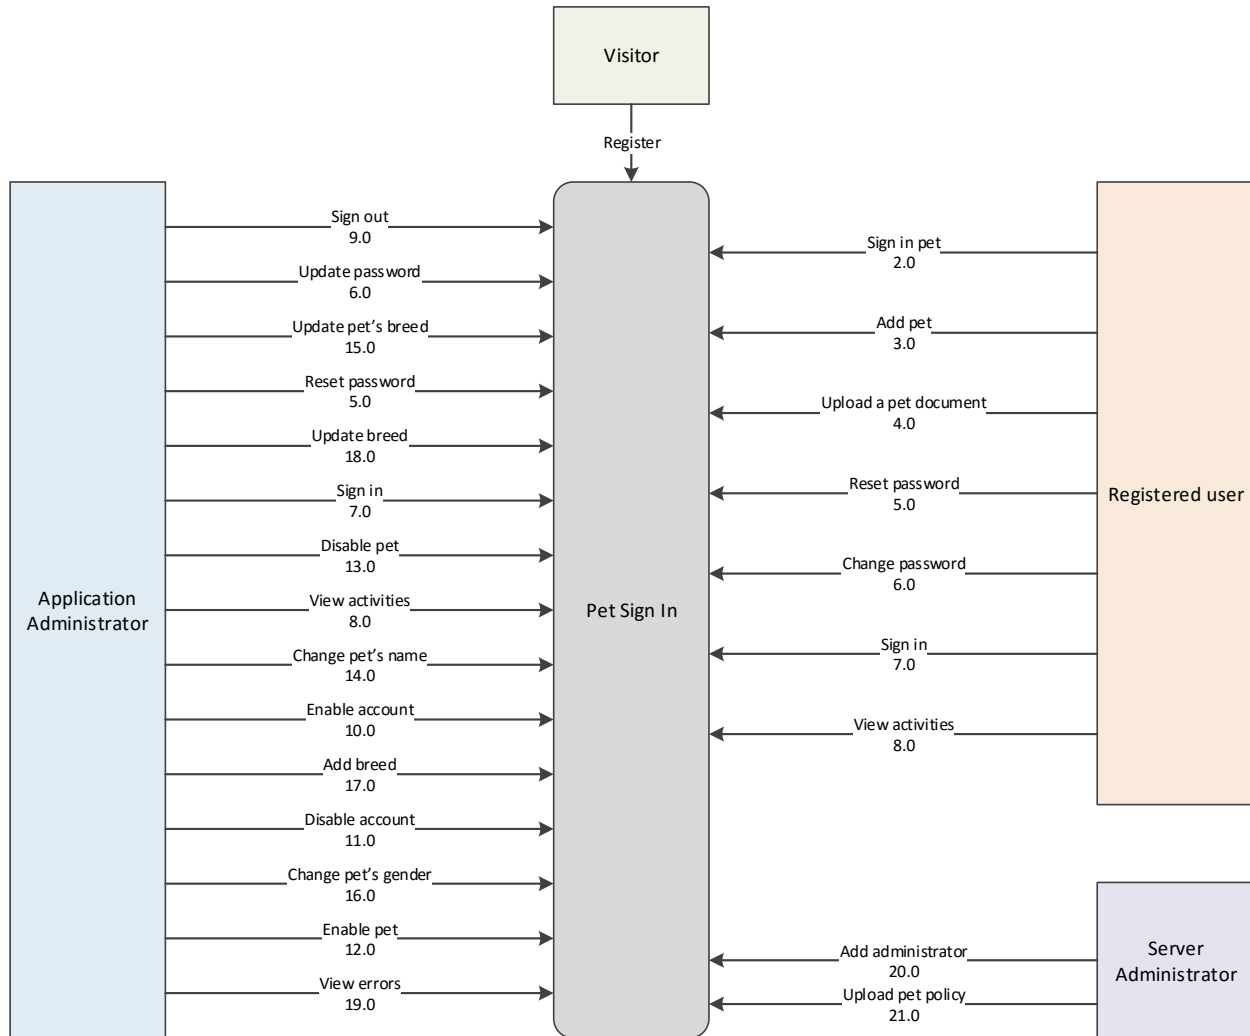 Visitor
Register
Application
Administrator
Sign out
9.0
Update password
6.0
Update pet’s breed
15.0
Reset password
5.0
Update breed
18.0
Sign in
7.0
Disable pet
13.0
View activities
8.0
Change pet’s name
14.0
Enable account
10.0
Add breed
17.0
Disable account
11.0
Change pet’s gender
16.0
Enable pet
12.0
View errors
19.0
Pet Sign In
Sign in pet
2.0
Add pet
3.0
Upload a pet document
4.0
Reset password
5.0
Change password
6.0
Sign in
7.0
View activities
8.0
Registered user
Add administrator
20.0
Upload pet policy
21.0
Server
Administrator